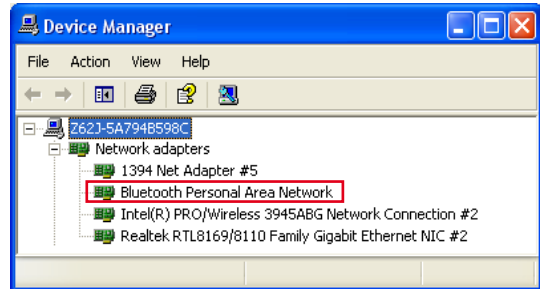 Device Manager
File Action View Help
Z62J-5A794B598C
Network adapters
1394 Net Adapter #5
Bluetooth Personal Area Network
Intel(R) PRO/Wireless 3945ABG Network Connection #2
Realtek RTL8169/8110 Family Gigabit Ethernet NIC #2